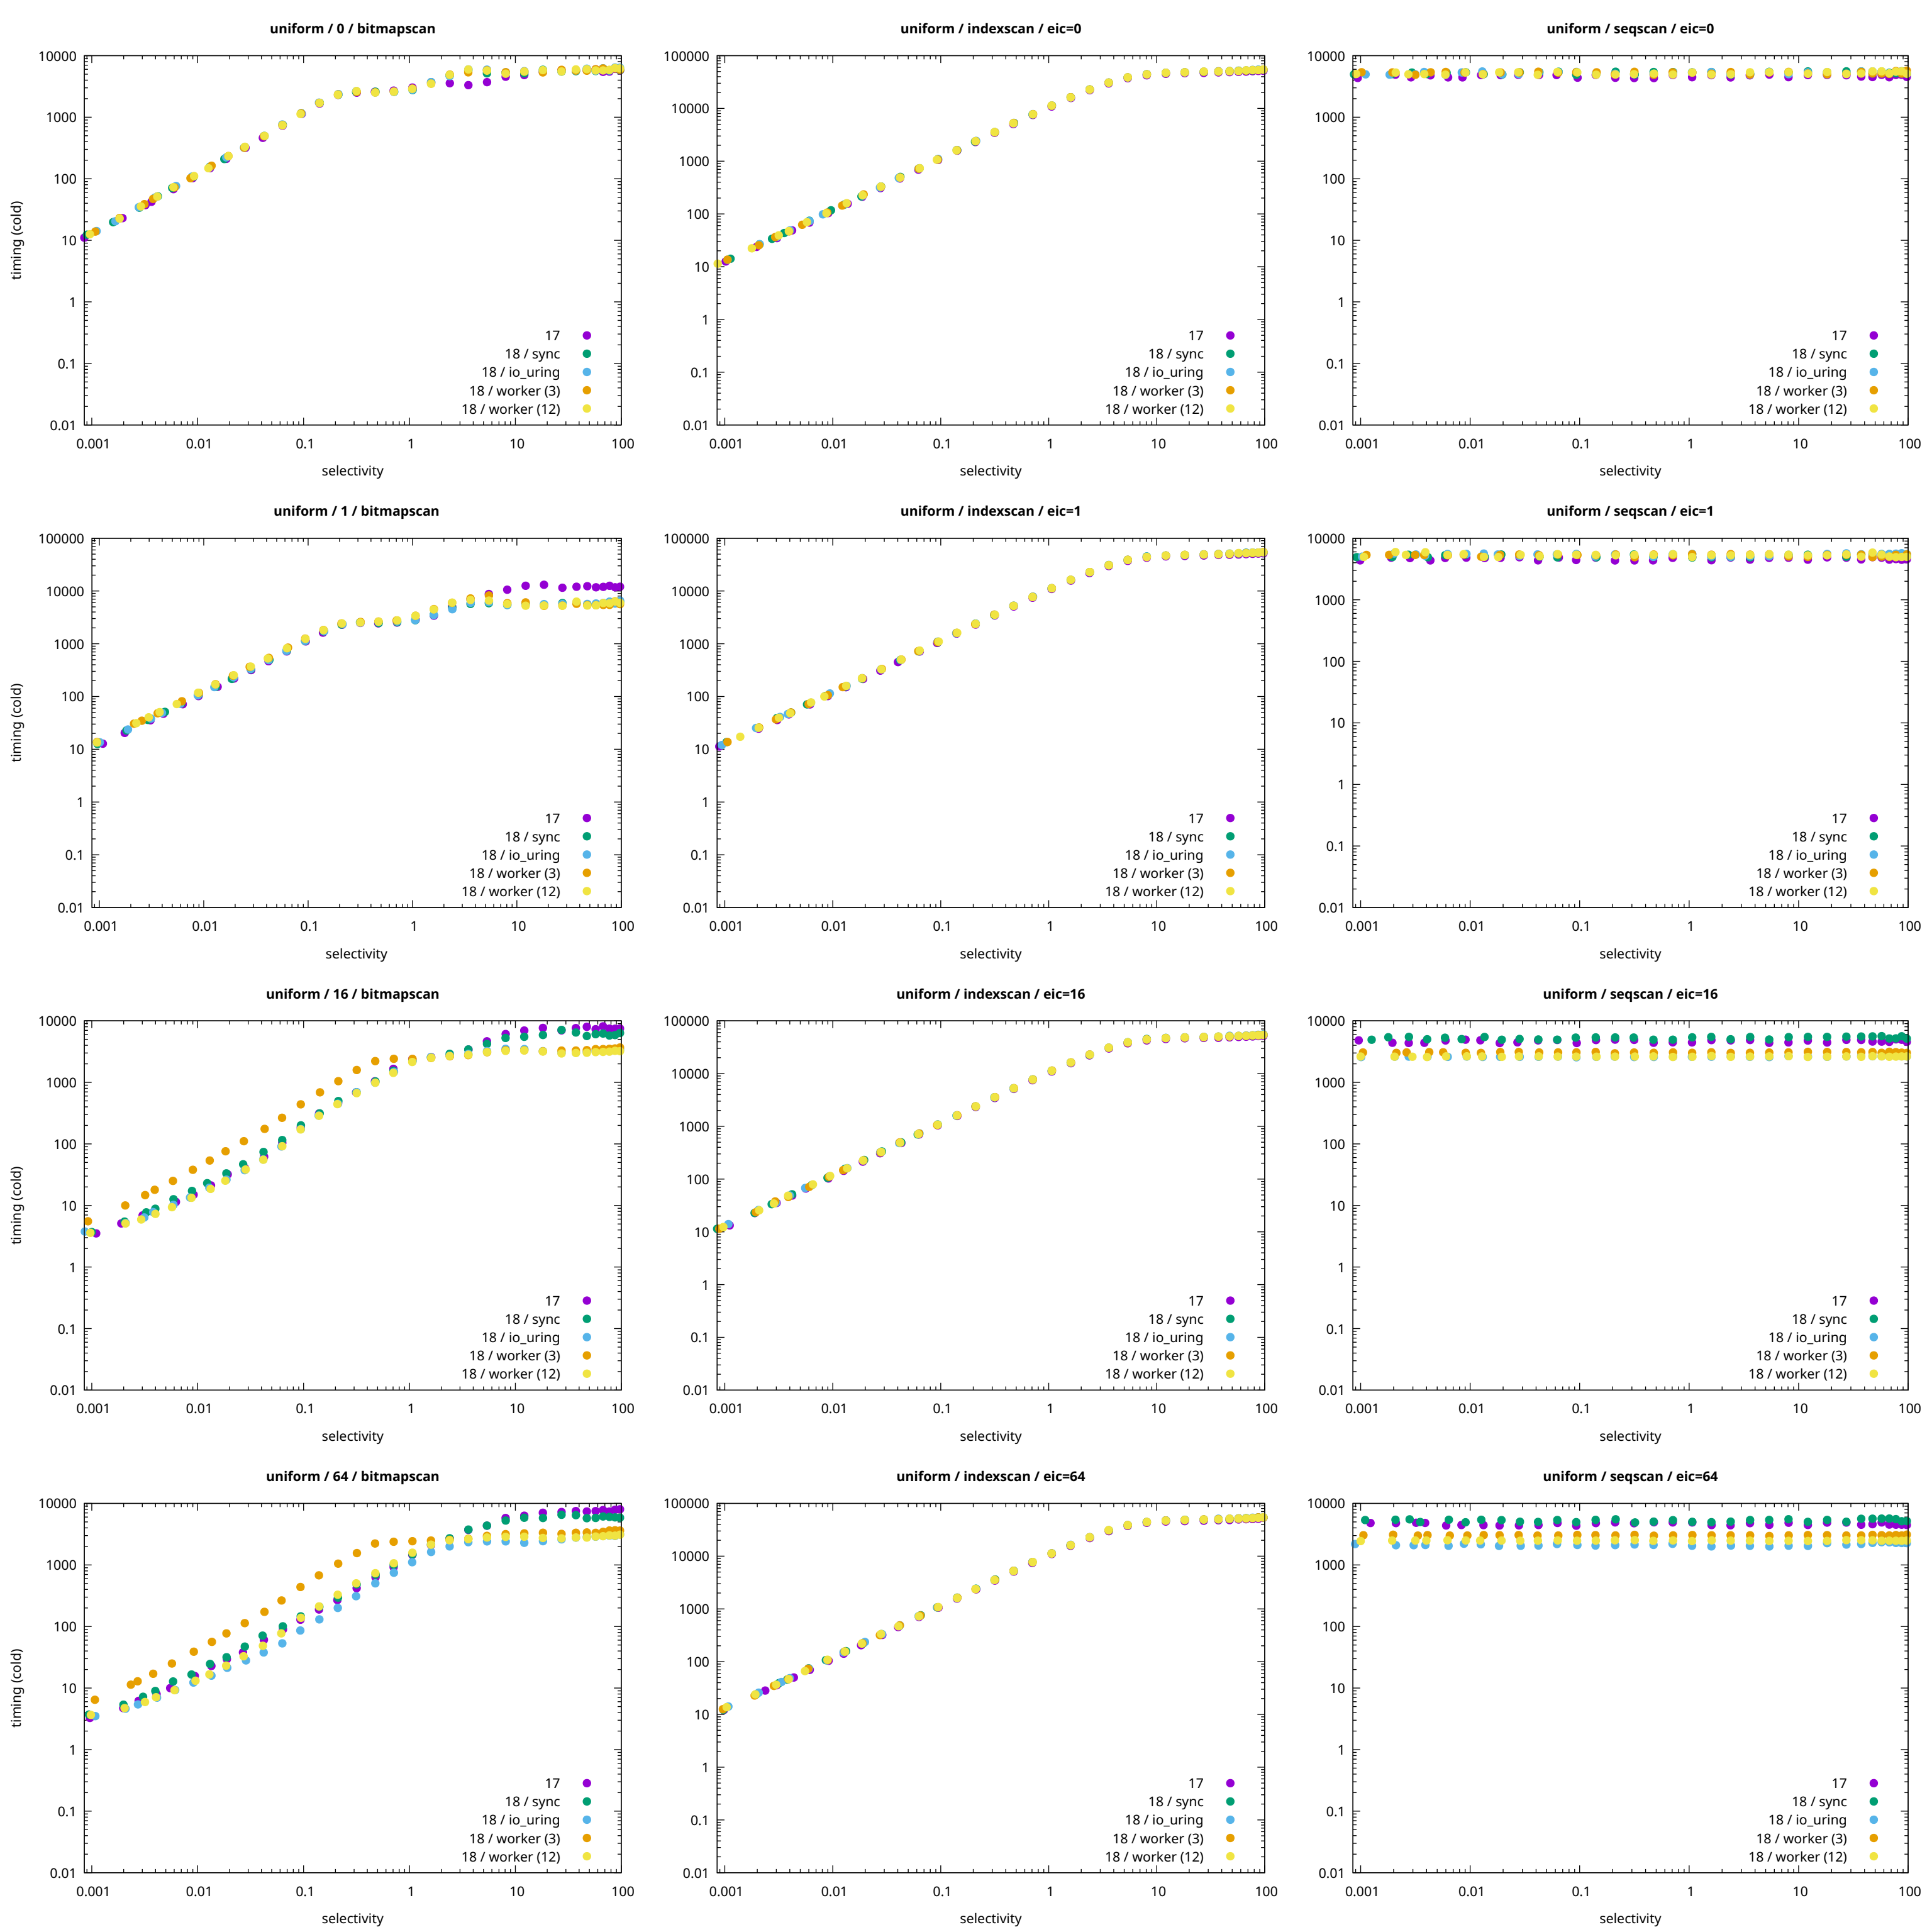 uniform / 0 / bitmapscan
10000
1000
100
10
1
0.1
0.01
timing (cold)
17
18 / sync
18 / io_uring
18 / worker (3)
18 / worker (12)
0.001 0.01 0.1 1 10 100
selectivity
uniform / indexscan / eic=0
100000
10000
1000
100
10
1
0.1
0.01
17
18 / sync
18 / io_uring
18 / worker (3)
18 / worker (12)
0.001 0.01 0.1 1 10 100
selectivity
uniform / seqscan / eic=0
10000
1000
100
10
1
0.1
0.01
17
18 / sync
18 / io_uring
18 / worker (3)
18 / worker (12)
0.001 0.01 0.1 1 10 100
selectivity
uniform / 1 / bitmapscan
100000
10000
1000
100
10
1
0.1
0.01
timing (cold)
17
18 / sync
18 / io_uring
18 / worker (3)
18 / worker (12)
0.001 0.01 0.1 1 10 100
selectivity
uniform / indexscan / eic=1
100000
10000
1000
100
10
1
0.1
0.01
17
18 / sync
18 / io_uring
18 / worker (3)
18 / worker (12)
0.001 0.01 0.1 1 10 100
selectivity
uniform / seqscan / eic=1
10000
1000
100
10
1
0.1
0.01
17
18 / sync
18 / io_uring
18 / worker (3)
18 / worker (12)
0.001 0.01 0.1 1 10 100
selectivity
uniform / 16 / bitmapscan
10000
1000
100
10
1
0.1
0.01
timing (cold)
17
18 / sync
18 / io_uring
18 / worker (3)
18 / worker (12)
0.001 0.01 0.1 1 10 100
selectivity
uniform / indexscan / eic=16
100000
10000
1000
100
10
1
0.1
0.01
17
18 / sync
18 / io_uring
18 / worker (3)
18 / worker (12)
0.001 0.01 0.1 1 10 100
selectivity
uniform / seqscan / eic=16
10000
1000
100
10
1
0.1
0.01
17
18 / sync
18 / io_uring
18 / worker (3)
18 / worker (12)
0.001 0.01 0.1 1 10 100
selectivity
uniform / 64 / bitmapscan
10000
1000
100
10
1
0.1
0.01
timing (cold)
17
18 / sync
18 / io_uring
18 / worker (3)
18 / worker (12)
0.001 0.01 0.1 1 10 100
selectivity
uniform / indexscan / eic=64
100000
10000
1000
100
10
1
0.1
0.01
17
18 / sync
18 / io_uring
18 / worker (3)
18 / worker (12)
0.001 0.01 0.1 1 10 100
selectivity
uniform / seqscan / eic=64
10000
1000
100
10
1
0.1
0.01
17
18 / sync
18 / io_uring
18 / worker (3)
18 / worker (12)
0.001 0.01 0.1 1 10 100
selectivity